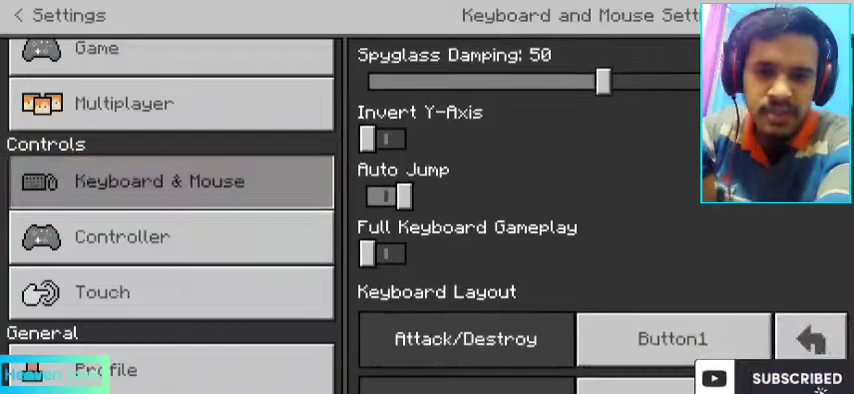 Settings
Keyboard and Mouse Sett
Game
Multiplayer
Controls
Keyboard & Mouse
Controller
Touch
General
Profile
Heaven
Spyglass Damping: 50
Invert Y-Axis
Auto Jump
Full Keyboard Gameplay
Keyboard Layout
Attack/Destroy
Button1
SUBSCRIBED